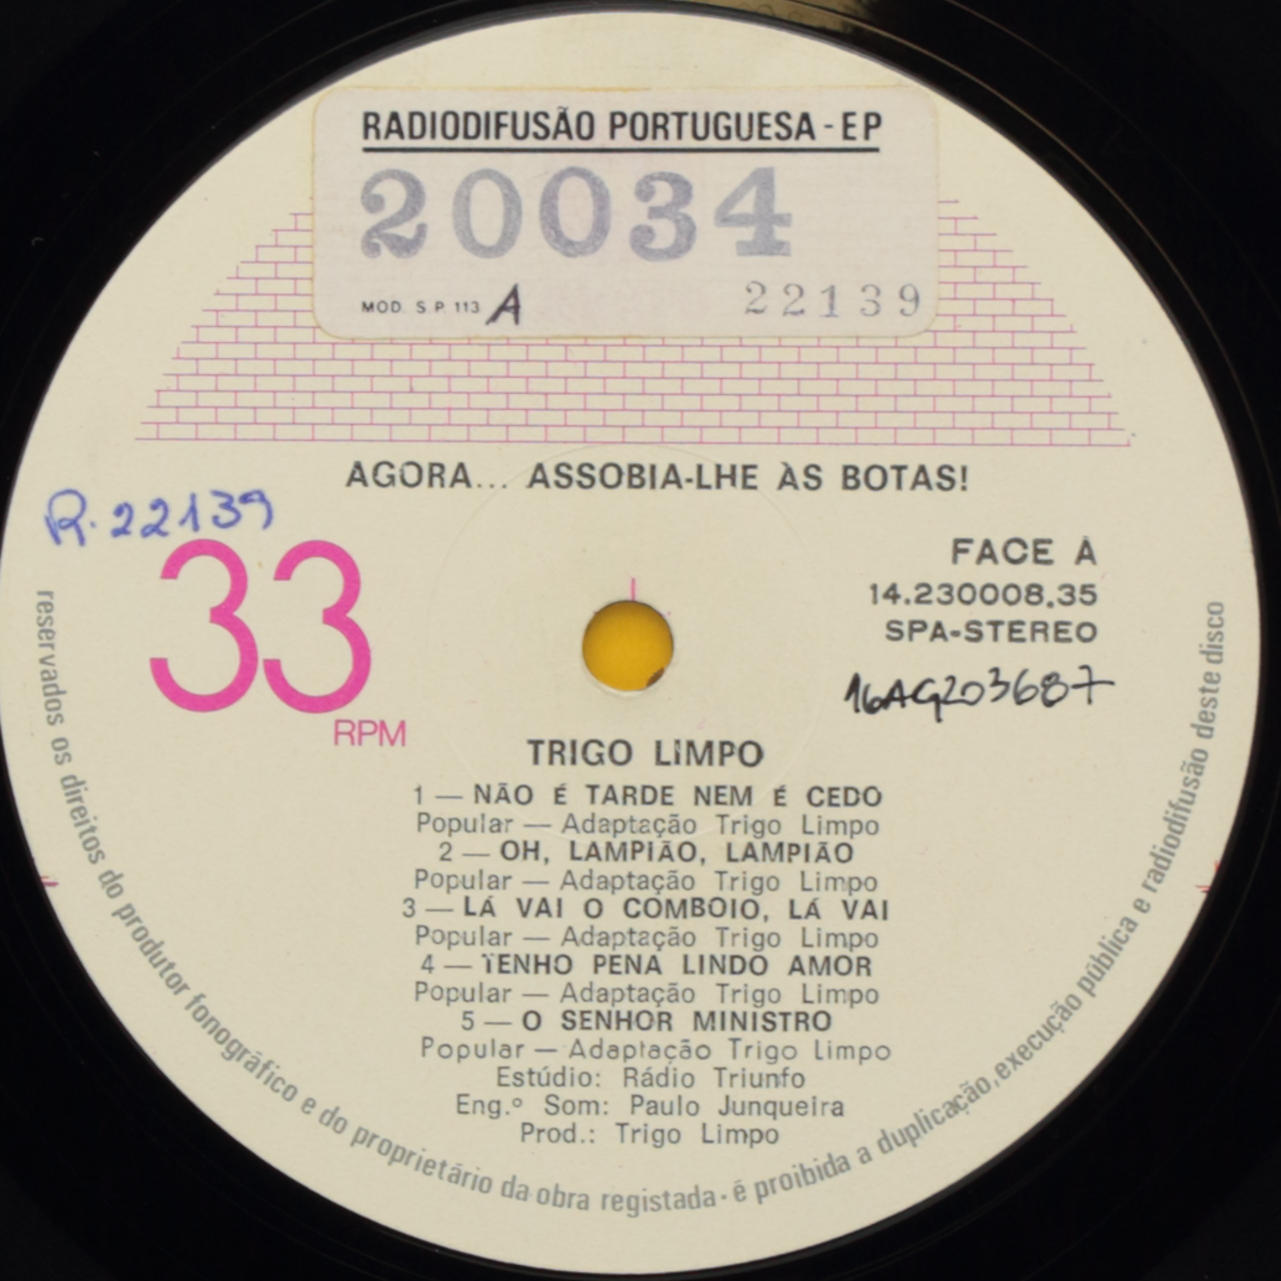 RADIODIFUSÃO PORTUGUESA - EP
20034
MOD. S.P. 113 A 22139
AGORA... ASSOBIA-LHE ÀS BOTAS!
R. 22139
33
RPM
FACE A
14.230008.35
SPA-STEREO
16AG203687
TRIGO LIMPO
1 — NÃO É TARDE NEM É CEDO
Popular — Adaptação Trigo Limpo
2 — OH, LAMPIÃO, LAMPIÃO
Popular — Adaptação Trigo Limpo
3 — LÁ VAI O COMBOIO, LÁ VAI
Popular — Adaptação Trigo Limpo
4 — TENHO PENA LINDO AMOR
Popular — Adaptação Trigo Limpo
5 — O SENHOR MINISTRO
Popular — Adaptação Trigo Limpo
Estúdio: Rádio Triunfo
Eng.º Som: Paulo Junqueira
Prod.: Trigo Limpo
reservados os direitos do produtor fonográfico e do proprietário da obra registada · é proibida a duplicação, execução pública e radiodifusão deste disco